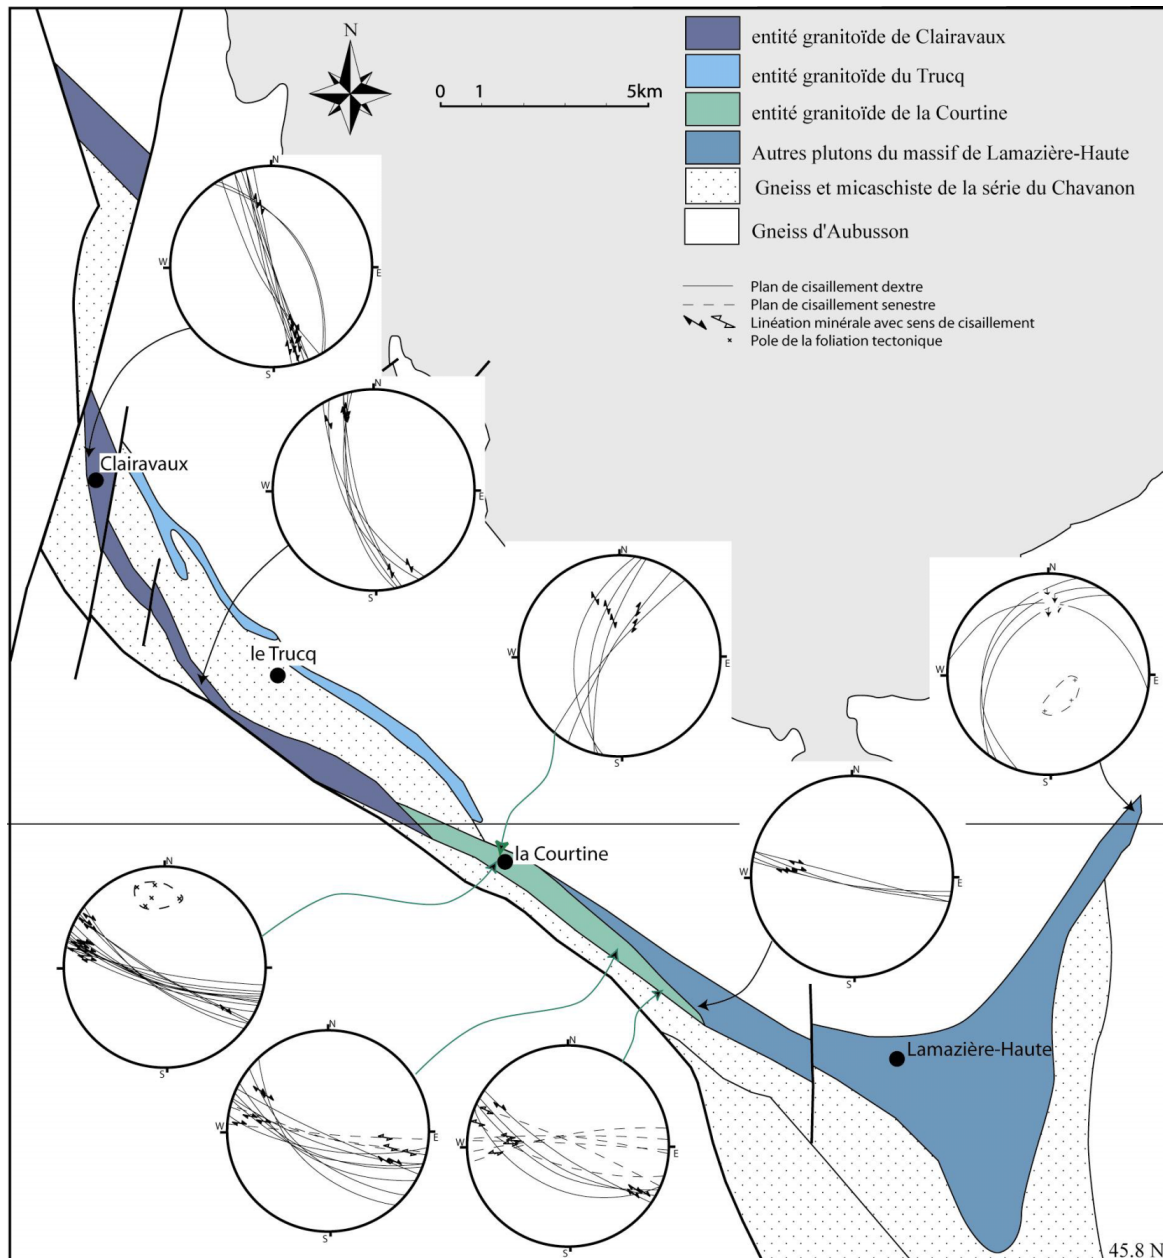 N
0 1 5km
entité granitoïde de Clairavaux
entité granitoïde du Trucq
entité granitoïde de la Courtine
Autres plutons du massif de Lamazière-Haute
Gneiss et micaschiste de la série du Chavanon
Gneiss d'Aubusson
Plan de cisaillement dextre
Plan de cisaillement senestre
Linéation minérale avec sens de cisaillement
Pole de la foliation tectonique
N
W E
S
N
W E
S
Clairavaux
N
W E
S
N
W E
S
le Trucq
N
W E
S
la Courtine
N
S
N
W E
S
N
W E
S
Lamazière-Haute
45.8 N